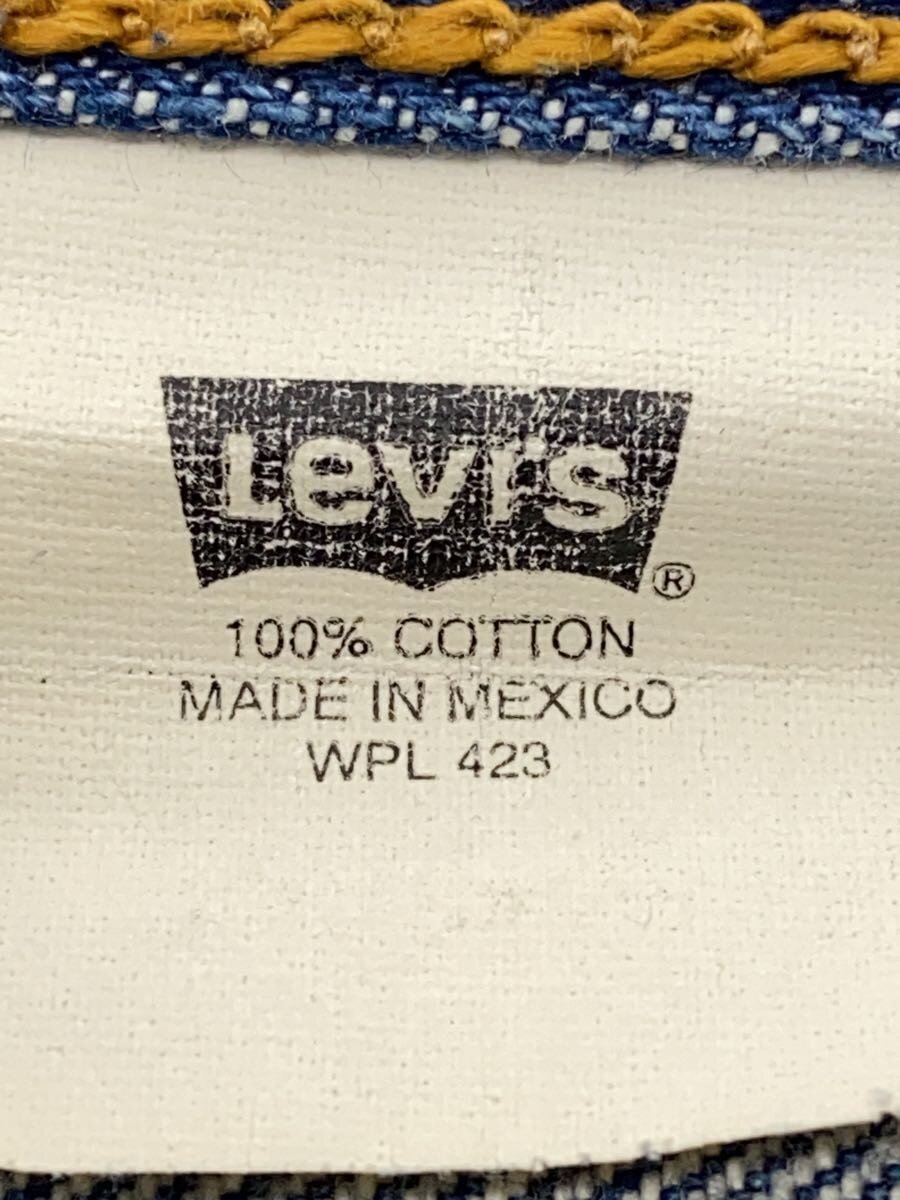 Levi's
®
100% COTTON
MADE IN MEXICO
WPL 423